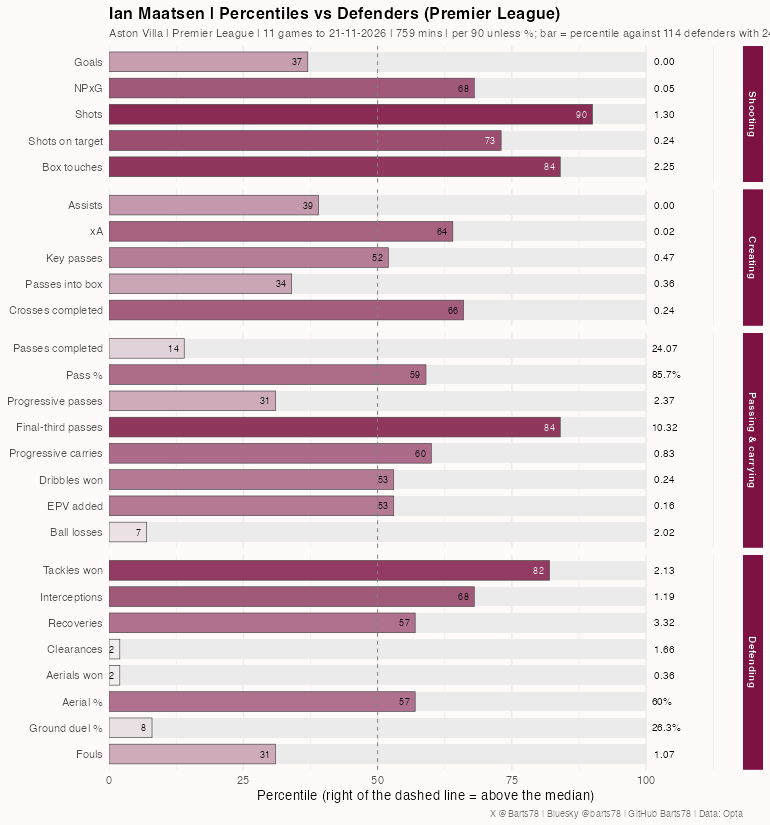 Ian Maatsen | Percentiles vs Defenders (Premier League)
Aston Villa | Premier League | 11 games to 21-11-2026 | 759 mins | per 90 unless %; bar = percentile against 114 defenders with 24
Goals 37 0.00
NPxG 68 0.05
Shots 90 1.30
Shots on target 73 0.24
Box touches 84 2.25
Shooting
Assists 39 0.00
xA 64 0.02
Key passes 52 0.47
Passes into box 34 0.36
Crosses completed 66 0.24
Creating
Passes completed 14 24.07
Pass % 59 85.7%
Progressive passes 31 2.37
Final-third passes 84 10.32
Progressive carries 60 0.83
Dribbles won 53 0.24
EPV added 53 0.16
Ball losses 7 2.02
Passing & carrying
Tackles won 82 2.13
Interceptions 68 1.19
Recoveries 57 3.32
Clearances 2 1.66
Aerials won 2 0.36
Aerial % 57 60%
Ground duel % 8 26.3%
Fouls 31 1.07
Defending
0 25 50 75 100
Percentile (right of the dashed line = above the median)
X @Barts78 | Bluesky @barts78 | GitHub Barts78 | Data: Opta